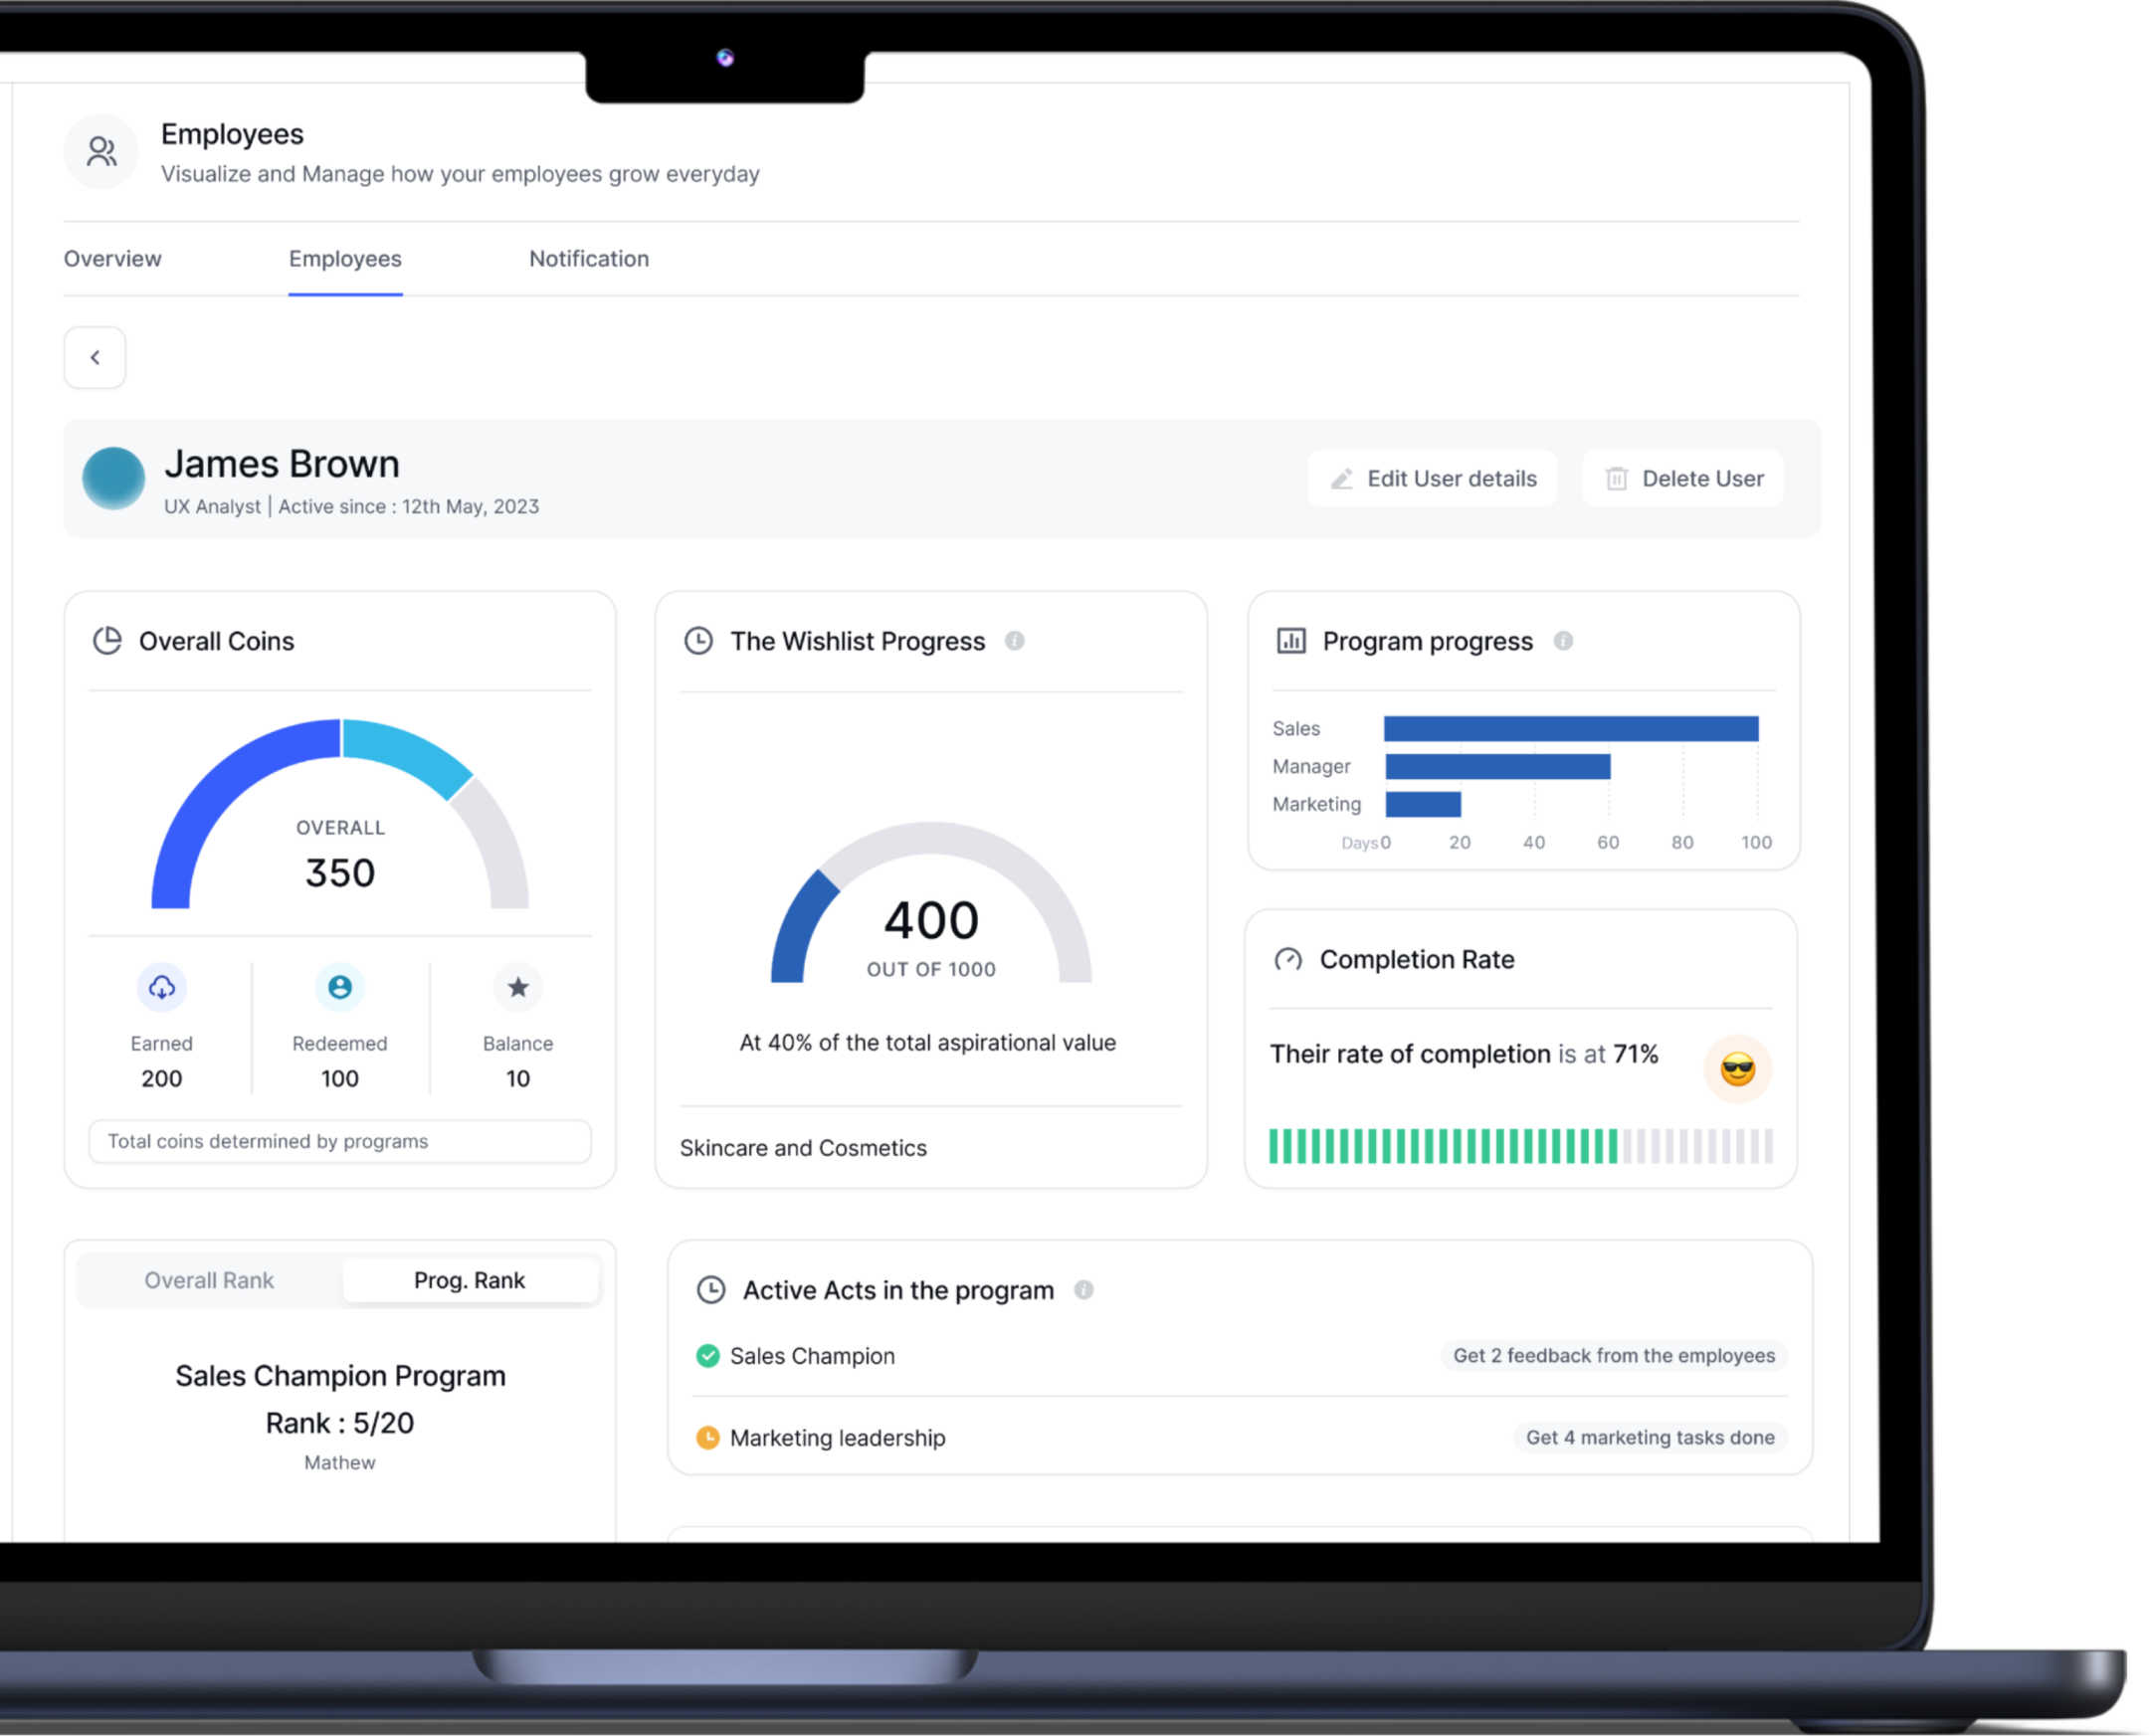 Employees
Visualize and Manage how your employees grow everyday
Overview
Employees
Notification
James Brown
UX Analyst | Active since : 12th May, 2023
Edit User details
Delete User
Overall Coins
OVERALL
350
Earned
200
Redeemed
100
Balance
10
Total coins determined by programs
The Wishlist Progress
400
OUT OF 1000
At 40% of the total aspirational value
Skincare and Cosmetics
Program progress
Sales
Manager
Marketing
Days 0 20 40 60 80 100
Completion Rate
Their rate of completion is at 71%
Overall Rank
Prog. Rank
Sales Champion Program
Rank : 5/20
Mathew
Active Acts in the program
Sales Champion
Get 2 feedback from the employees
Marketing leadership
Get 4 marketing tasks done